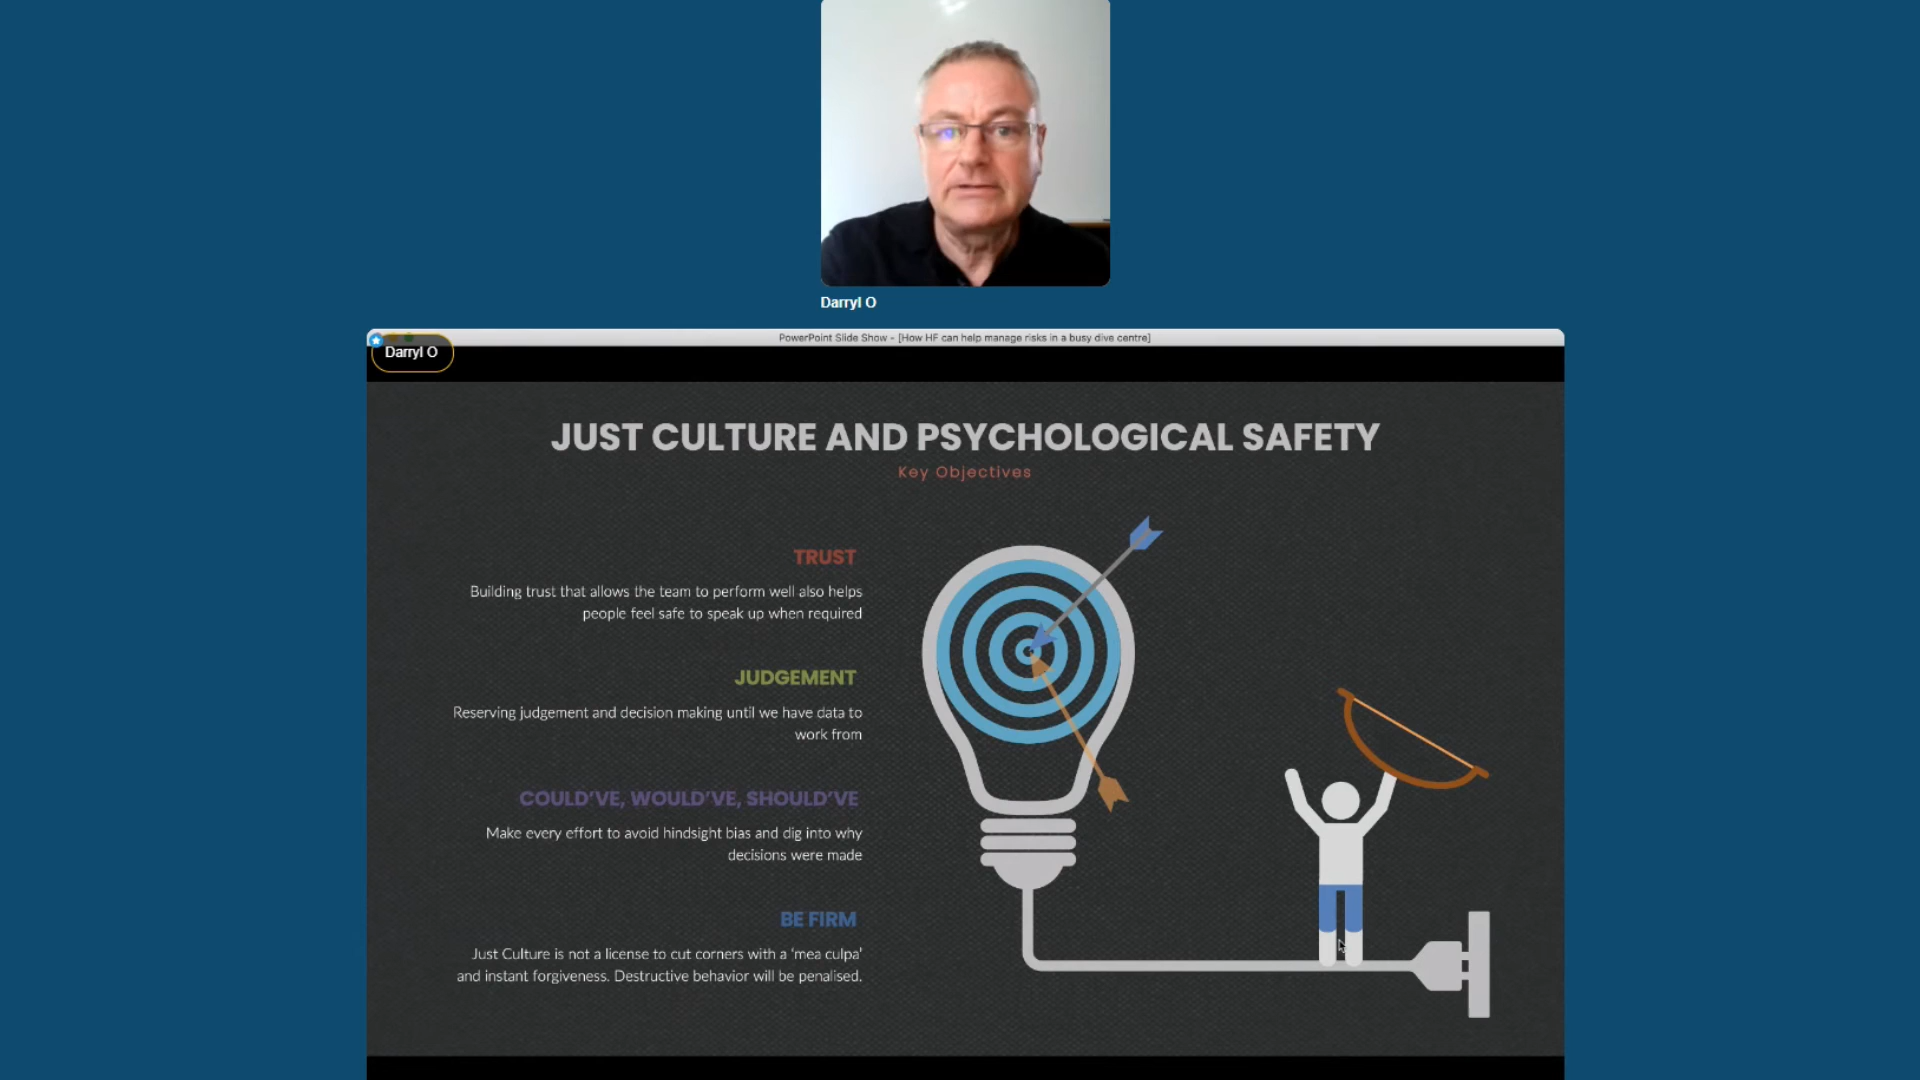 Darryl O
PowerPoint Slide Show - [How HF can help manage risks in a busy dive centre]
Darryl O
JUST CULTURE AND PSYCHOLOGICAL SAFETY
Key Objectives
TRUST
Building trust that allows the team to perform well also helps
people feel safe to speak up when required
JUDGEMENT
Reserving judgement and decision making until we have data to
work from
COULD'VE, WOULD'VE, SHOULD'VE
Make every effort to avoid hindsight bias and dig into why
decisions were made
BE FIRM
Just Culture is not a license to cut corners with a 'mea culpa'
and instant forgiveness. Destructive behavior will be penalised.